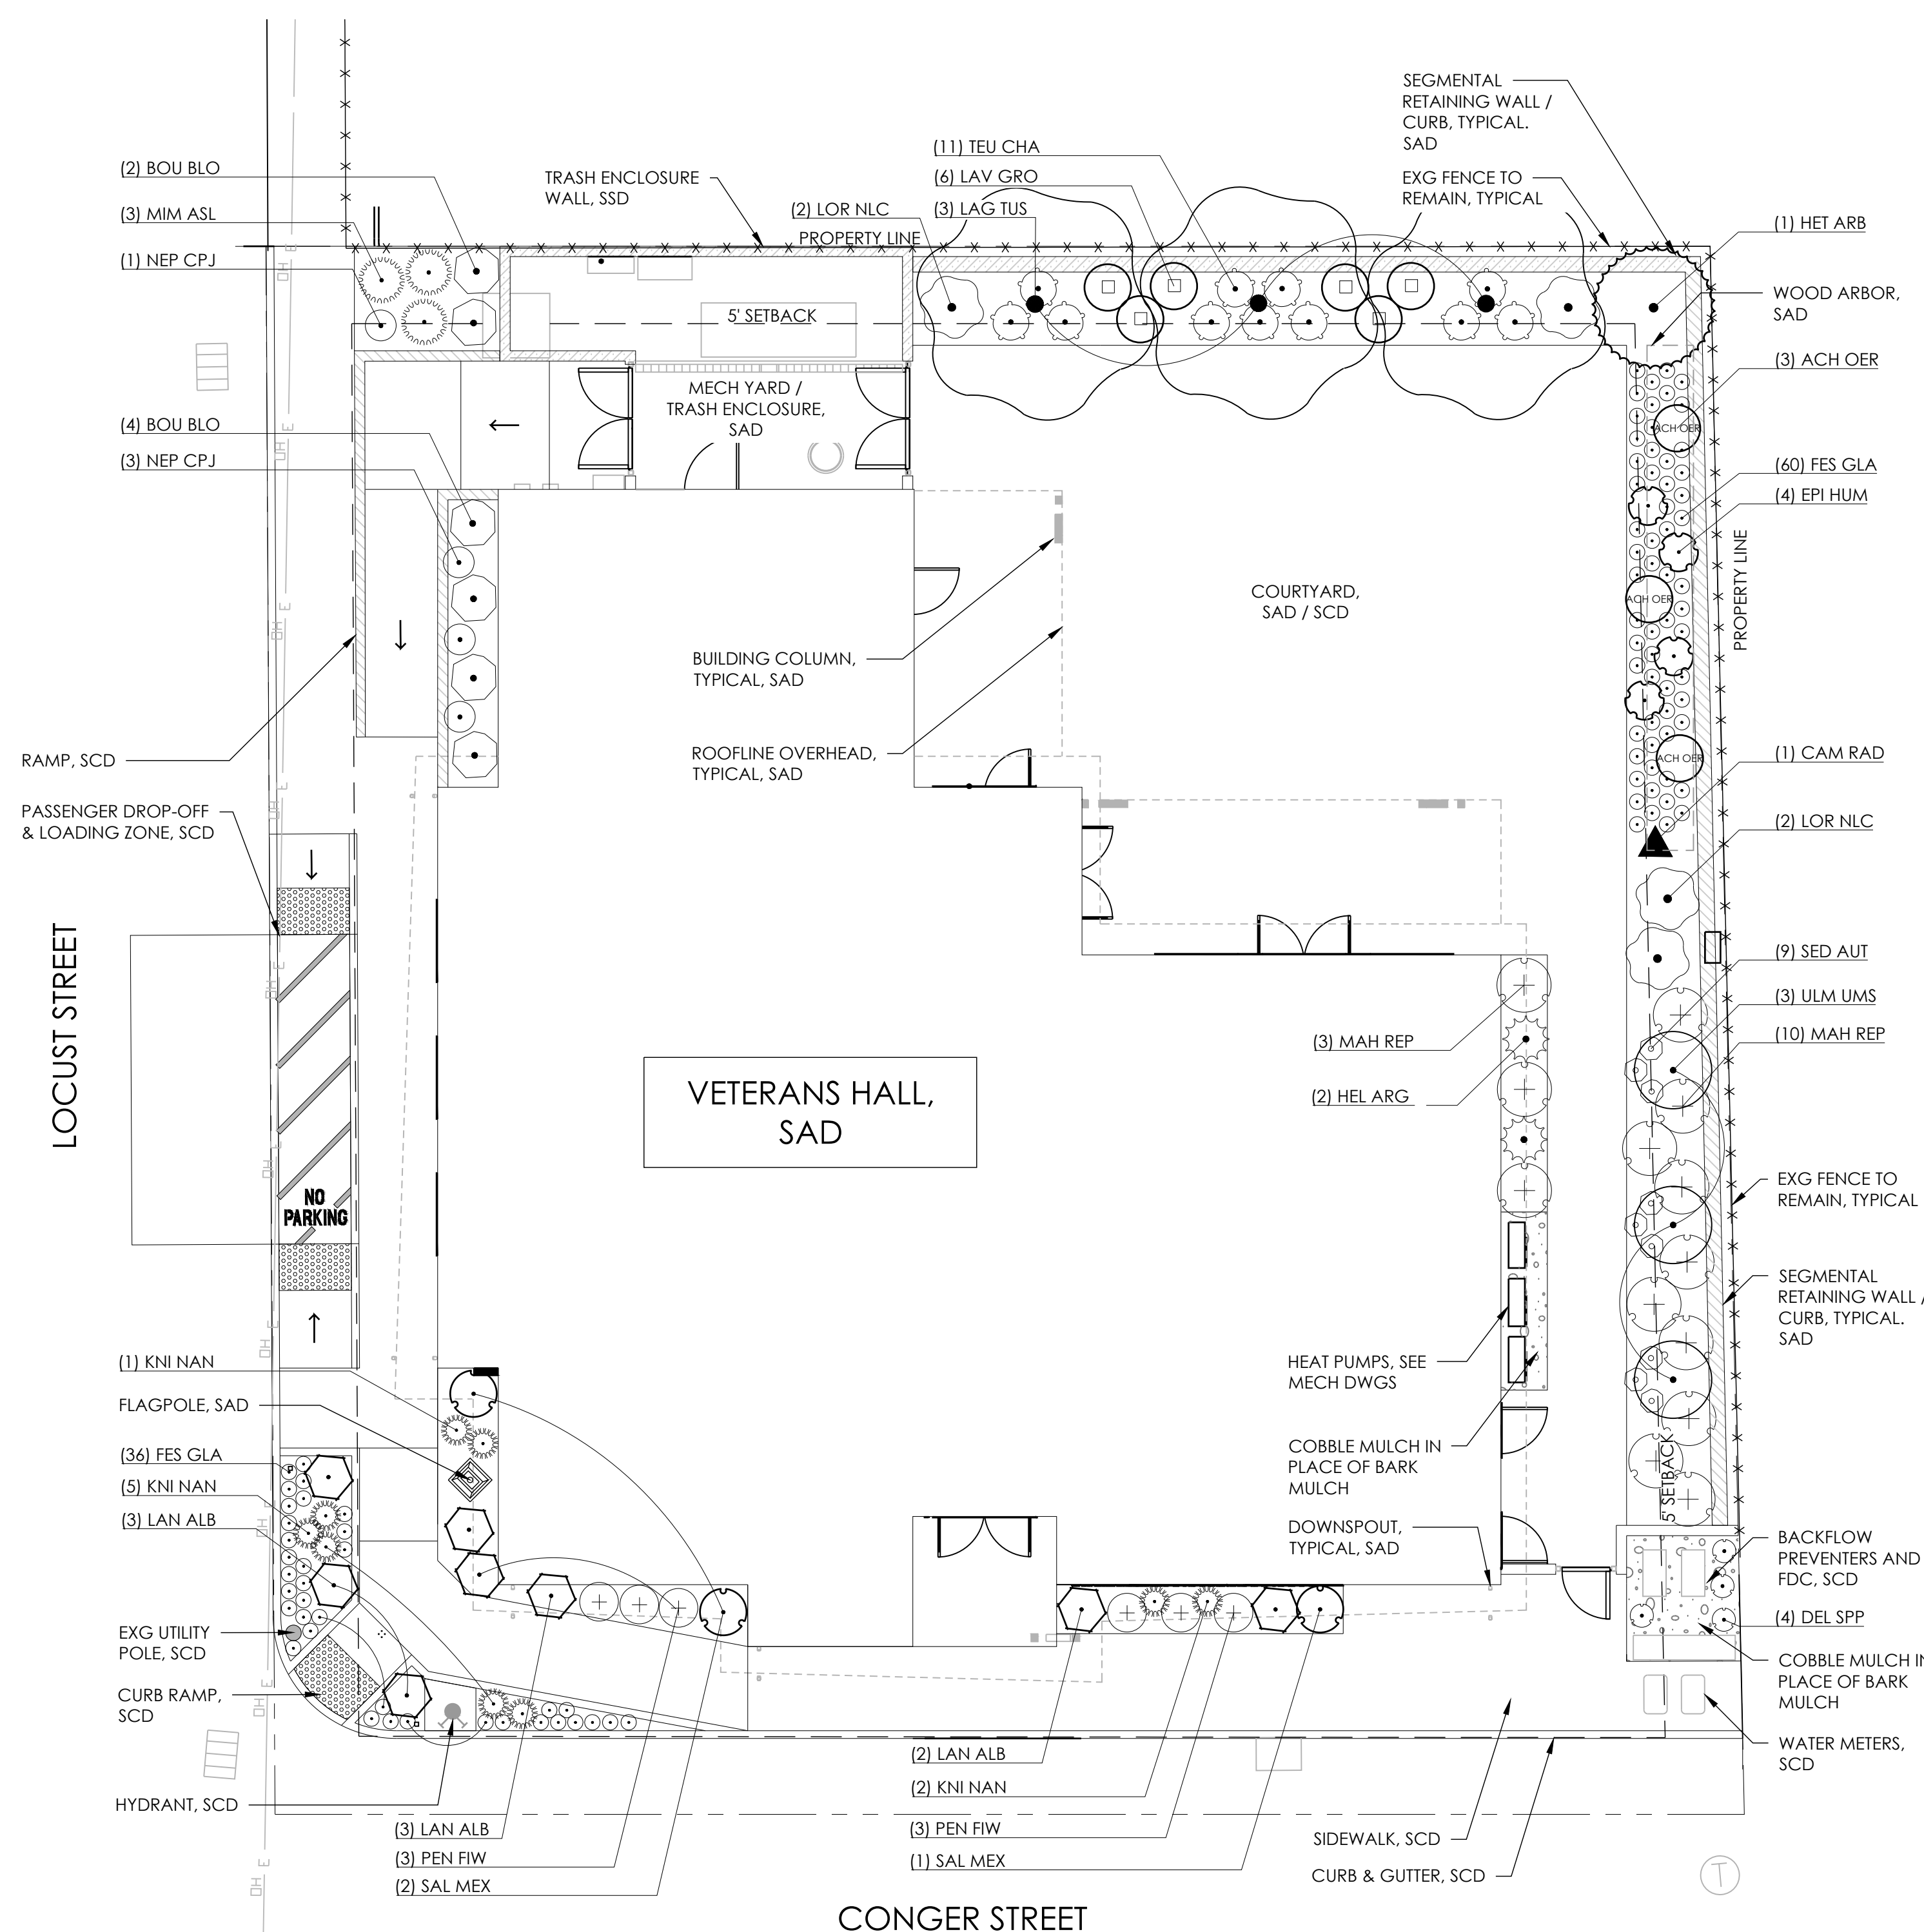 SEGMENTAL
RETAINING WALL /
CURB, TYPICAL.
SAD
(11) TEU CHA
(2) BOU BLO
TRASH ENCLOSURE
WALL, SSD
(6) LAV GRO
EXG FENCE TO
REMAIN, TYPICAL
(3) MIM ASL
(2) LOR NLC
(3) LAG TUS
(1) HET ARB
PROPERTY LINE
(1) NEP CPJ
WOOD ARBOR,
SAD
5' SETBACK
(3) ACH OER
MECH YARD /
TRASH ENCLOSURE,
SAD
(4) BOU BLO
ACH OER
(3) NEP CPJ
(60) FES GLA
(4) EPI HUM
PROPERTY LINE
COURTYARD,
SAD / SCD
ACH OER
BUILDING COLUMN,
TYPICAL, SAD
ROOFLINE OVERHEAD,
TYPICAL, SAD
RAMP, SCD
ACH OER
(1) CAM RAD
PASSENGER DROP-OFF
& LOADING ZONE, SCD
(2) LOR NLC
LOCUST STREET
(9) SED AUT
(3) ULM UMS
(3) MAH REP
(10) MAH REP
VETERANS HALL,
SAD
(2) HEL ARG
NO
PARKING
EXG FENCE TO
REMAIN, TYPICAL
SEGMENTAL
RETAINING WALL /
CURB, TYPICAL.
SAD
(1) KNI NAN
HEAT PUMPS, SEE
MECH DWGS
FLAGPOLE, SAD
(36) FES GLA
COBBLE MULCH IN
PLACE OF BARK
MULCH
5' SETBACK
P
(5) KNI NAN
(3) LAN ALB
DOWNSPOUT,
TYPICAL, SAD
BACKFLOW
PREVENTERS AND
FDC, SCD
(4) DEL SPP
EXG UTILITY
POLE, SCD
COBBLE MULCH IN
PLACE OF BARK
MULCH
CURB RAMP,
SCD
WATER METERS,
SCD
(2) LAN ALB
(2) KNI NAN
HYDRANT, SCD
(3) LAN ALB
(3) PEN FIW
(3) PEN FIW
(1) SAL MEX
SIDEWALK, SCD
(2) SAL MEX
CURB & GUTTER, SCD
T
CONGER STREET
OH E
OH E
OH E
OH E
OH E
OH E
OH E
OH E
OH E
OH E
OH E